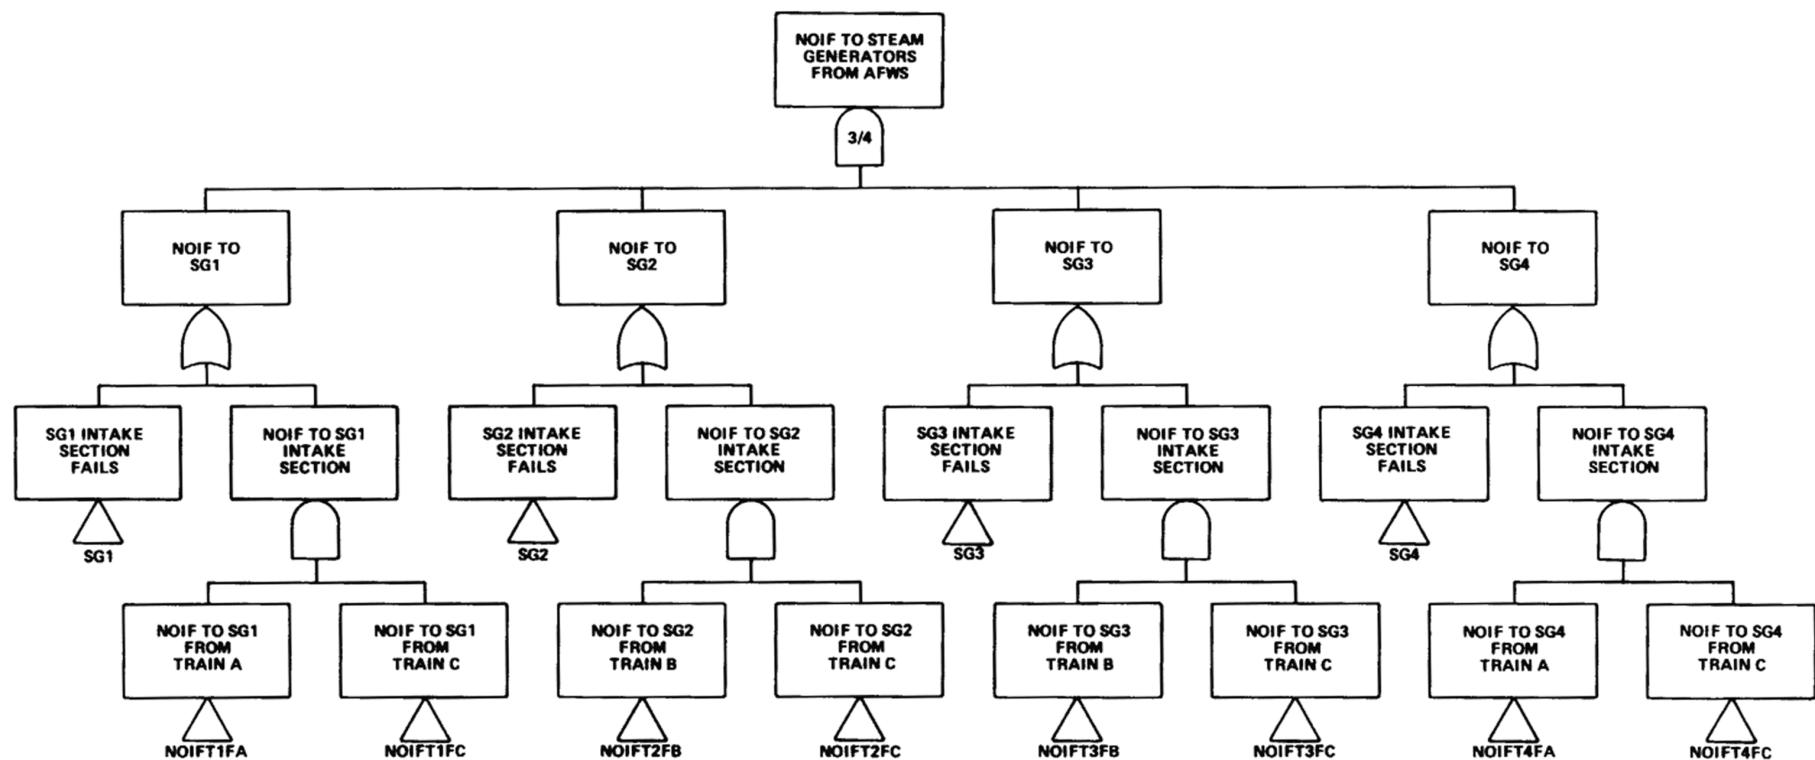 NOIF TO STEAM
GENERATORS
FROM AFWS
3/4
NOIF TO
SG1
NOIF TO
SG2
NOIF TO
SG3
NOIF TO
SG4
SG1 INTAKE
SECTION
FAILS
NOIF TO SG1
INTAKE
SECTION
SG2 INTAKE
SECTION
FAILS
NOIF TO SG2
INTAKE
SECTION
SG3 INTAKE
SECTION
FAILS
NOIF TO SG3
INTAKE
SECTION
SG4 INTAKE
SECTION
FAILS
NOIF TO SG4
INTAKE
SECTION
SG1
SG2
SG3
SG4
NOIF TO SG1
FROM
TRAIN A
NOIF TO SG1
FROM
TRAIN C
NOIF TO SG2
FROM
TRAIN B
NOIF TO SG2
FROM
TRAIN C
NOIF TO SG3
FROM
TRAIN B
NOIF TO SG3
FROM
TRAIN C
NOIF TO SG4
FROM
TRAIN A
NOIF TO SG4
FROM
TRAIN C
NOIFT1FA
NOIFT1FC
NOIFT2FB
NOIFT2FC
NOIFT3FB
NOIFT3FC
NOIFT4FA
NOIFT4FC